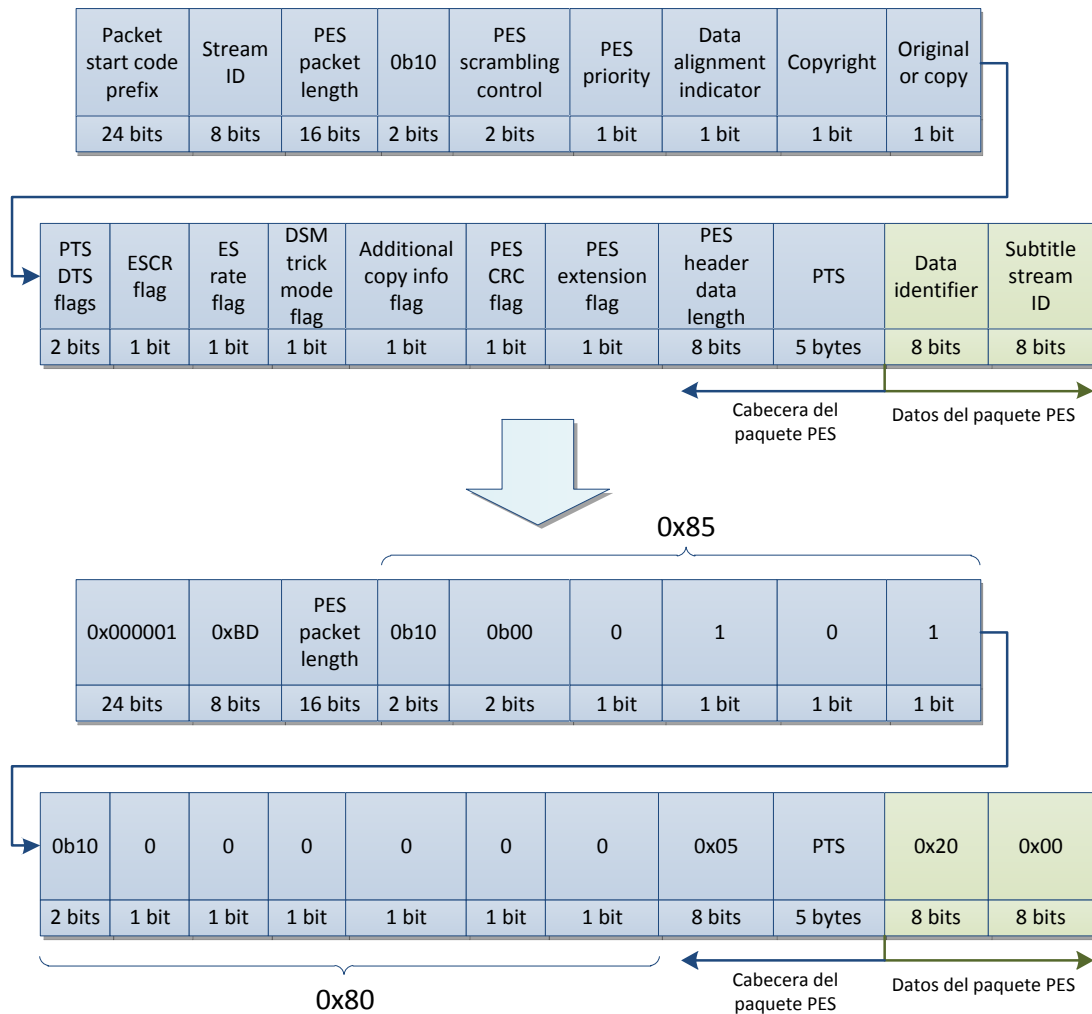 Packet start code prefix
Stream ID
PES packet length
0b10
PES scrambling control
PES priority
Data alignment indicator
Copyright
Original or copy
24 bits
8 bits
16 bits
2 bits
2 bits
1 bit
1 bit
1 bit
1 bit
PTS DTS flags
ESCR flag
ES rate flag
DSM trick mode flag
Additional copy info flag
PES CRC flag
PES extension flag
PES header data length
PTS
Data identifier
Subtitle stream ID
2 bits
1 bit
1 bit
1 bit
1 bit
1 bit
1 bit
8 bits
5 bytes
8 bits
8 bits
Cabecera del paquete PES
Datos del paquete PES
0x85
0x000001
0xBD
PES packet length
0b10
0b00
0
1
0
1
24 bits
8 bits
16 bits
2 bits
2 bits
1 bit
1 bit
1 bit
1 bit
0b10
0
0
0
0
0
0
0x05
PTS
0x20
0x00
2 bits
1 bit
1 bit
1 bit
1 bit
1 bit
1 bit
8 bits
5 bytes
8 bits
8 bits
0x80
Cabecera del paquete PES
Datos del paquete PES